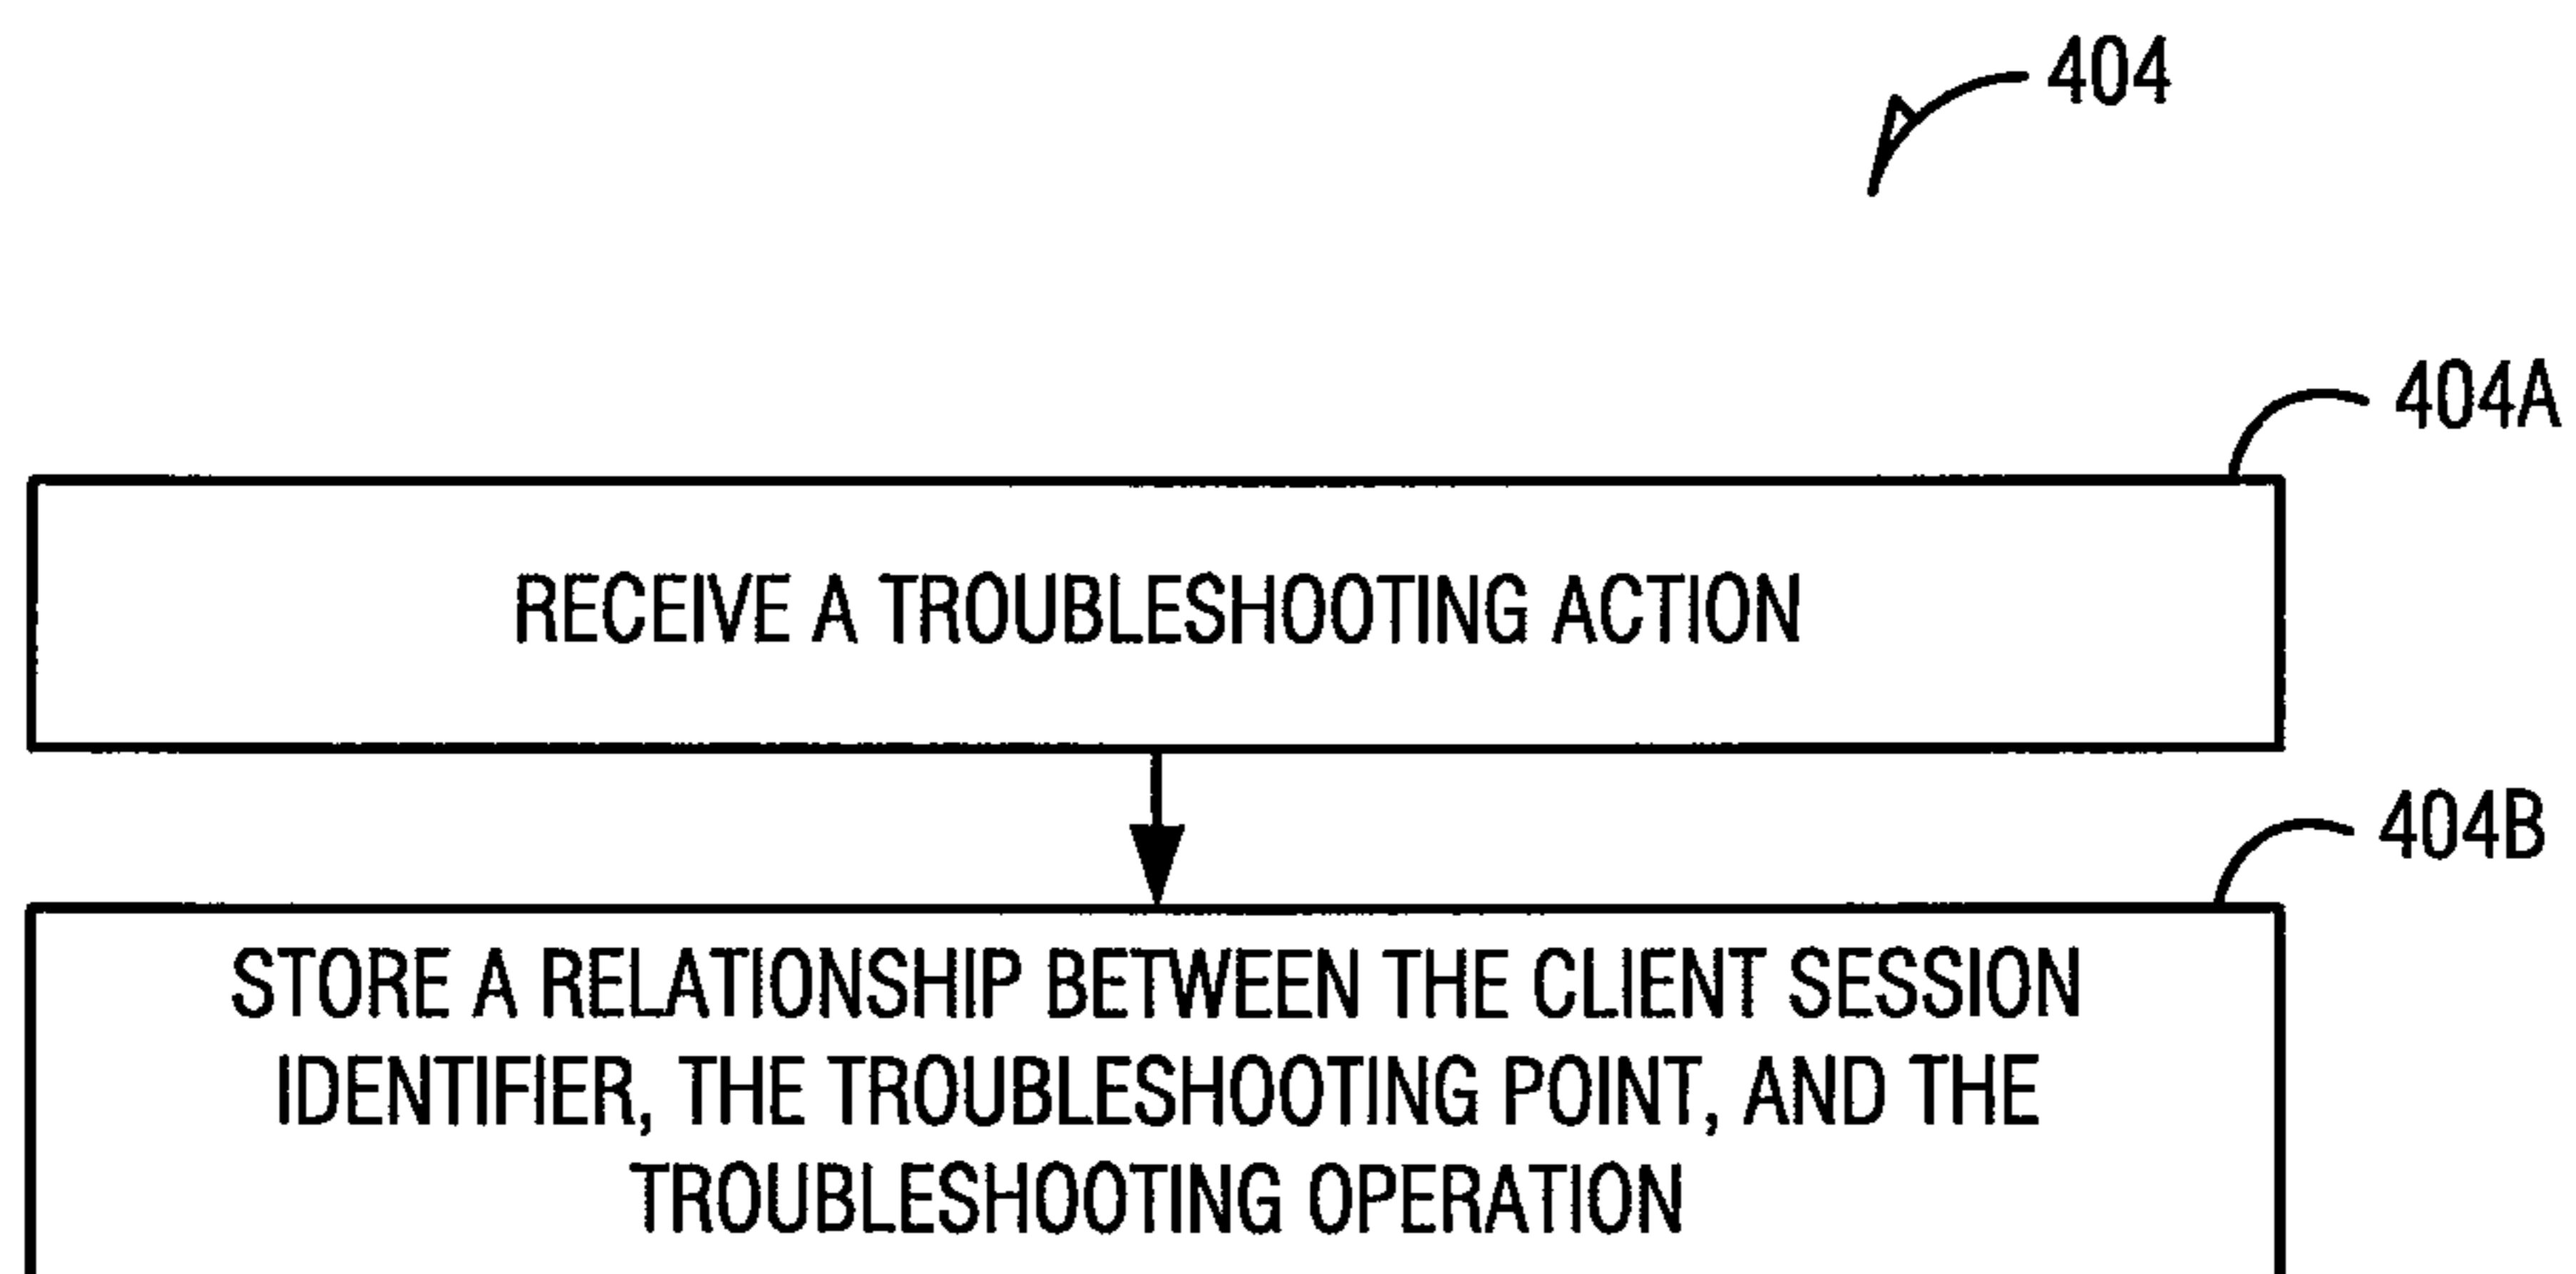 404
404A
RECEIVE A TROUBLESHOOTING ACTION
404B
STORE A RELATIONSHIP BETWEEN THE CLIENT SESSION
IDENTIFIER, THE TROUBLESHOOTING POINT, AND THE
TROUBLESHOOTING OPERATION